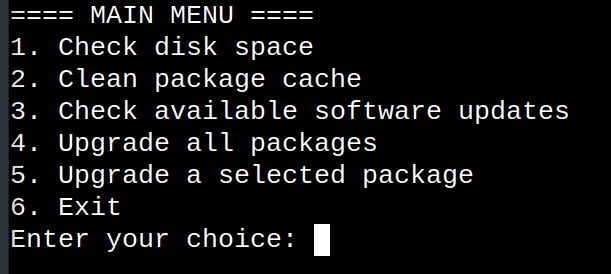 ==== MAIN MENU ====
1. Check disk space
2. Clean package cache
3. Check available software updates
4. Upgrade all packages
5. Upgrade a selected package
6. Exit
Enter your choice: